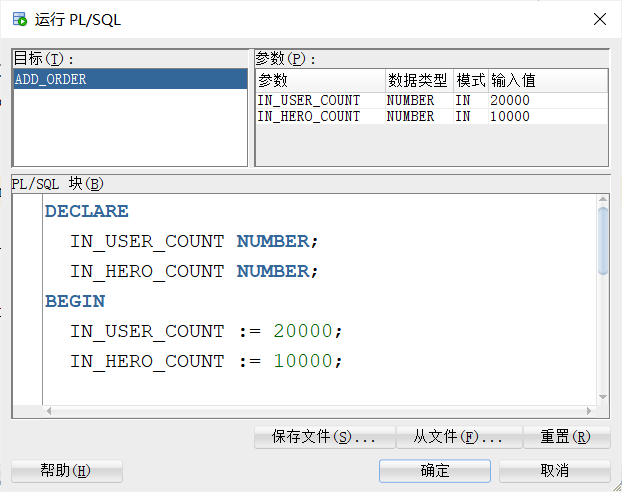 运行 PL/SQL
目标(T):
ADD_ORDER
参数(P):
参数 数据类型 模式 输入值
IN_USER_COUNT NUMBER IN 20000
IN_HERO_COUNT NUMBER IN 10000
PL/SQL 块(B)
DECLARE
IN_USER_COUNT NUMBER;
IN_HERO_COUNT NUMBER;
BEGIN
IN_USER_COUNT := 20000;
IN_HERO_COUNT := 10000;
保存文件(S)... 从文件(F)... 重置(R)
帮助(H) 确定 取消